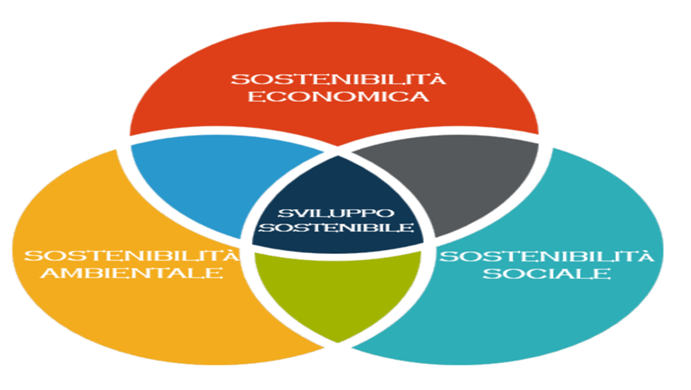 SOSTENIBILITÀ
ECONOMICA
SVILUPPO
SOSTENIBILE
SOSTENIBILITÀ
AMBIENTALE
SOSTENIBILITÀ
SOCIALE